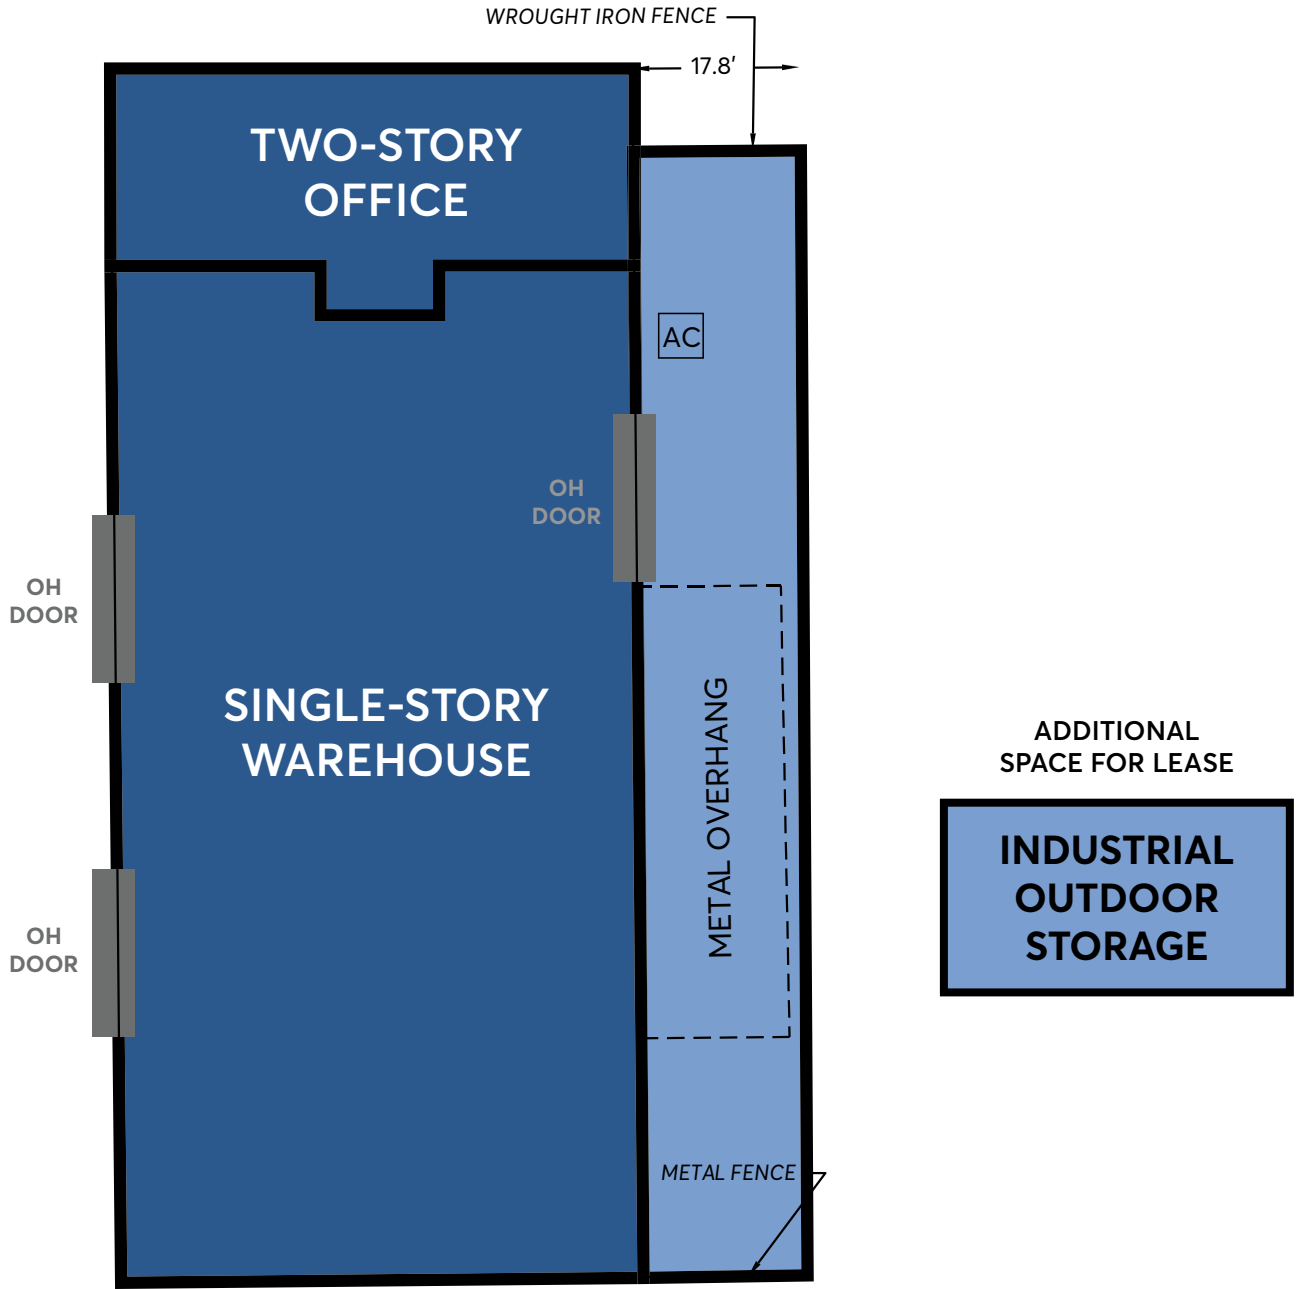 WROUGHT IRON FENCE
17.8'
TWO-STORY
OFFICE
AC
OH
DOOR
OH
DOOR
SINGLE-STORY
WAREHOUSE
METAL OVERHANG
ADDITIONAL
SPACE FOR LEASE
INDUSTRIAL
OUTDOOR
STORAGE
OH
DOOR
METAL FENCE